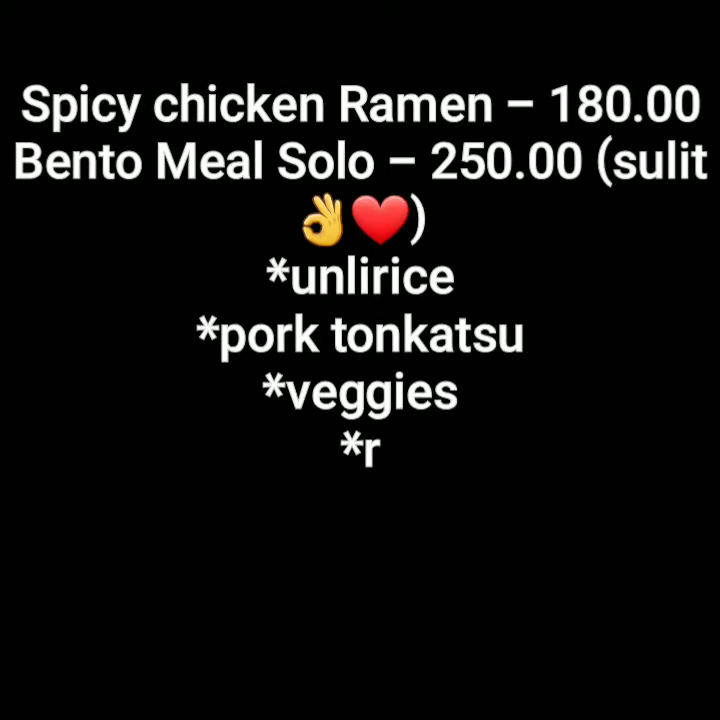 Spicy chicken Ramen – 180.00
Bento Meal Solo – 250.00 (sulit
👌❤️)
*unlirice
*pork tonkatsu
*veggies
*r